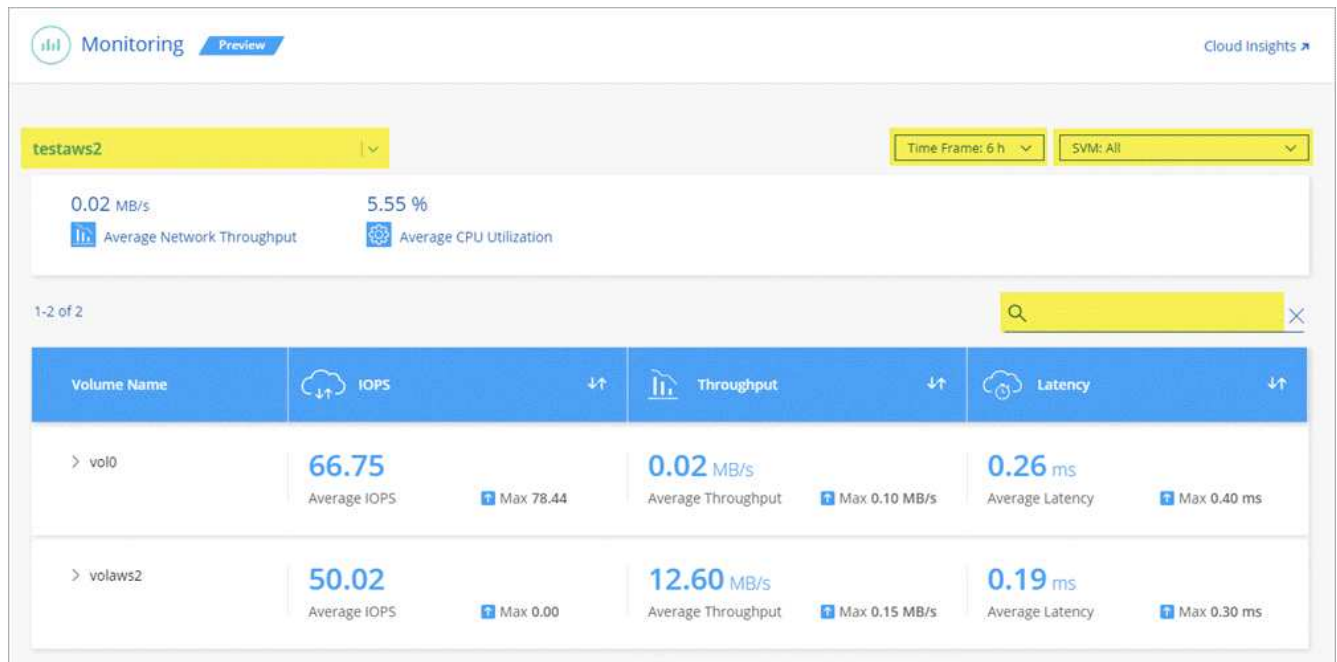 Monitoring Preview Cloud Insights
testaws2 Time Frame: 6 h SVM: All
0.02 MB/s 5.55 %
Average Network Throughput Average CPU Utilization
1-2 of 2
Volume Name IOPS Throughput Latency
vol0 66.75 0.02 MB/s 0.26 ms
Average IOPS Max 78.44 Average Throughput Max 0.10 MB/s Average Latency Max 0.40 ms
volaws2 50.02 12.60 MB/s 0.19 ms
Average IOPS Max 0.00 Average Throughput Max 0.15 MB/s Average Latency Max 0.30 ms